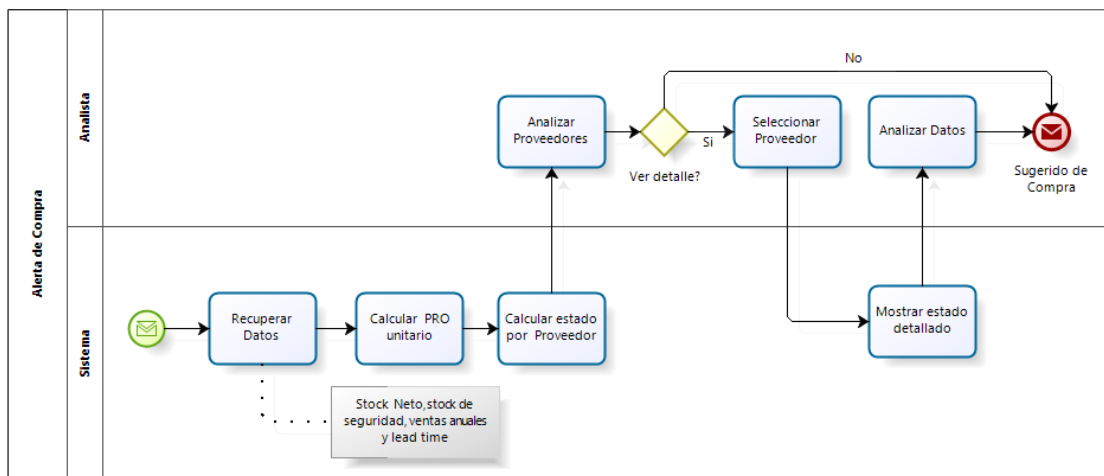 Alerta de Compra
Analista
Sistema
No
Analizar
Proveedores
Ver detalle?
Si
Seleccionar
Proveedor
Analizar Datos
Sugerido de
Compra
Recuperar
Datos
Calcular PRO
unitario
Calcular estado
por Proveedor
Mostrar estado
detallado
Stock Neto, stock de
seguridad, ventas anuales
y lead time